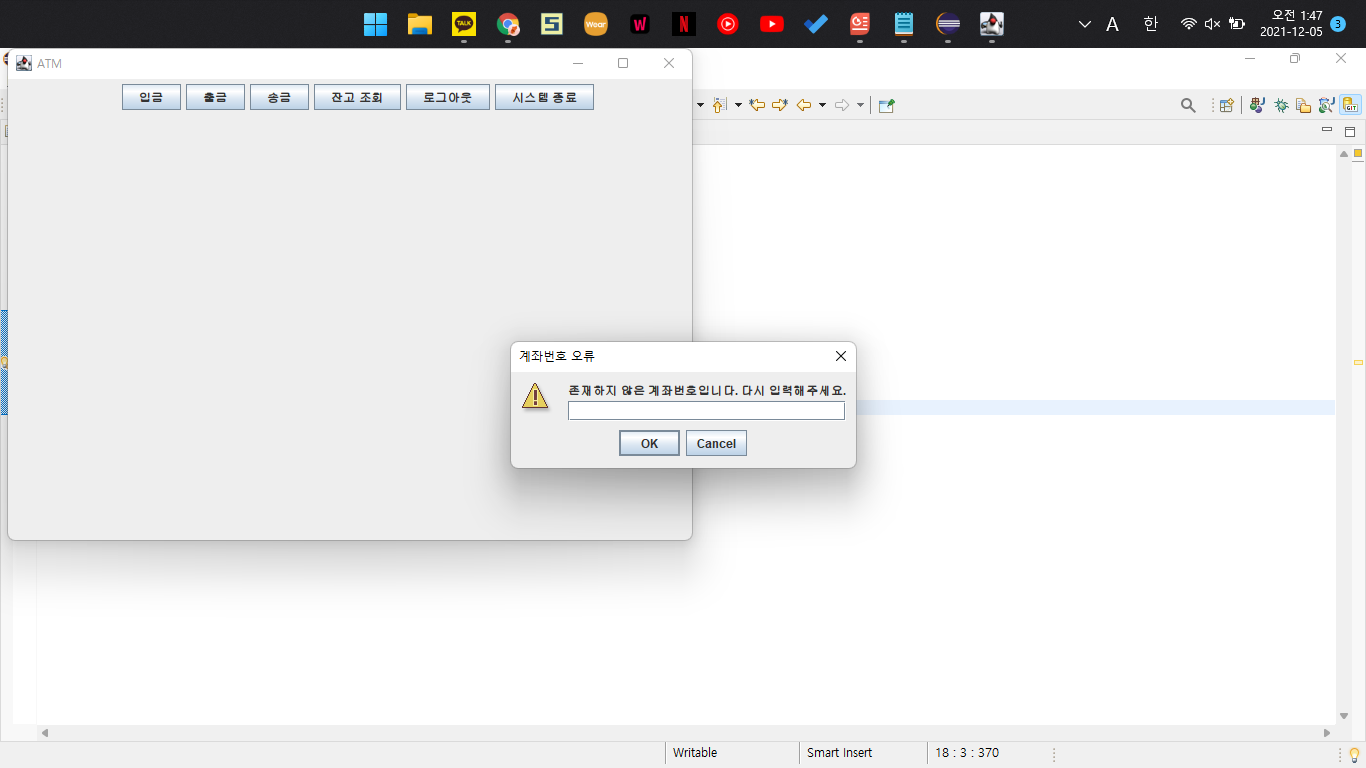 TALK
S
Wear
W
N
A
한
오전 1:47
2021-12-05
3
ATM
입금
출금
송금
잔고 조회
로그아웃
시스템 종료
GIT
계좌번호 오류
존재하지 않은 계좌번호입니다. 다시 입력해주세요.
OK
Cancel
Writable
Smart Insert
18 : 3 : 370